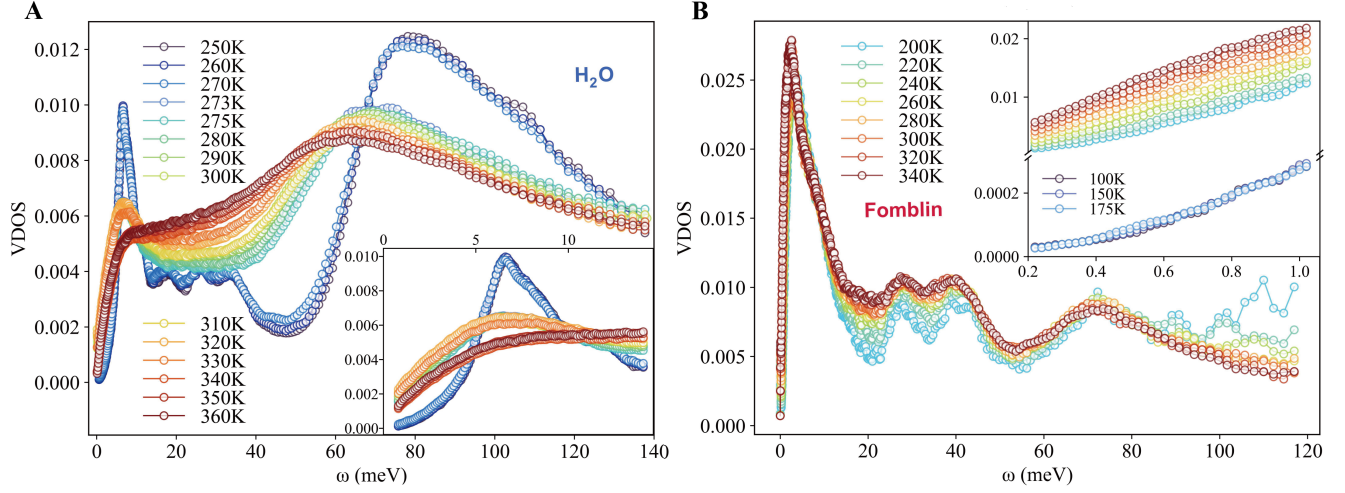 A
0.012
0.010
0.008
0.006
0.004
0.002
0.000
VDOS
250K
260K
270K
273K
275K
280K
290K
300K
H2O
310K
320K
330K
340K
350K
360K
0 5 10
0.010
0.008
0.006
0.004
0.002
0.000
0 20 40 60 80 100 120 140
ω (meV)
B
0.025
0.020
0.015
0.010
0.005
0.000
VDOS
200K
220K
240K
260K
280K
300K
320K
340K
Fomblin
0.02
0.01
0.0002
0.0000
100K
150K
175K
0.2 0.4 0.6 0.8 1.0
0 20 40 60 80 100 120
ω (meV)